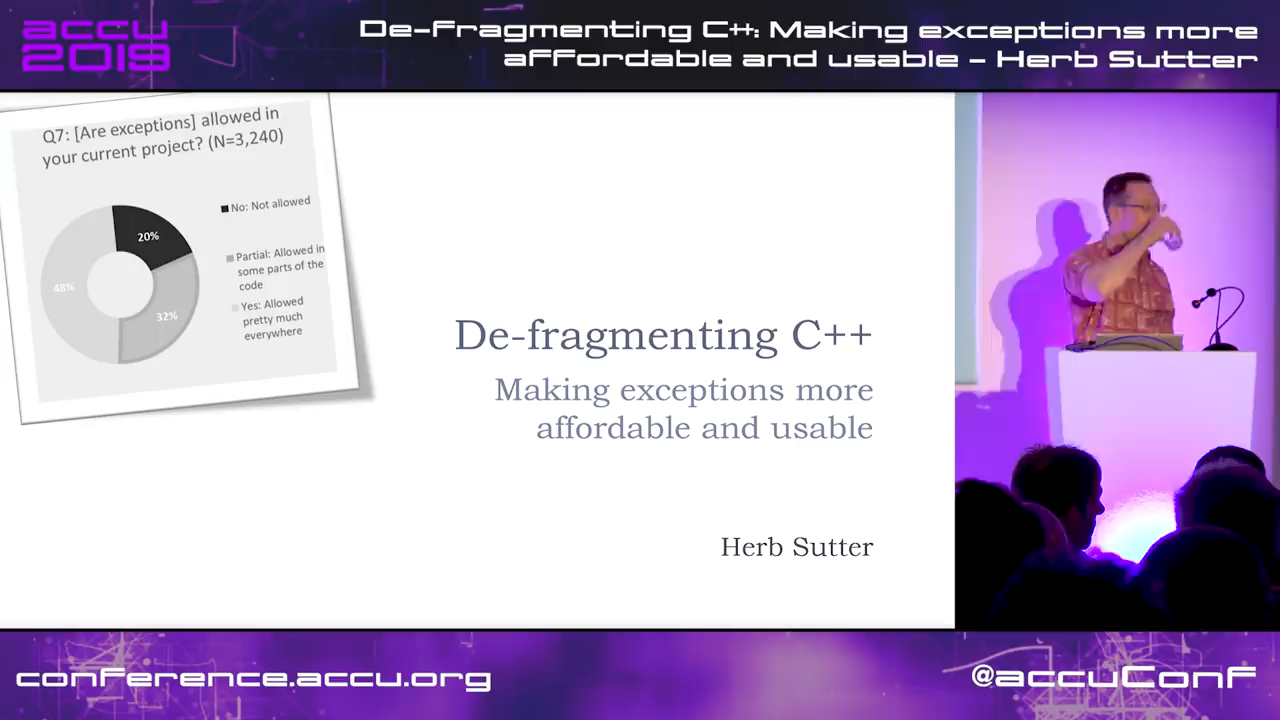 accu
2019
De-Fragmenting C++: Making exceptions more
affordable and usable - Herb Sutter
Q7: [Are exceptions] allowed in
your current project? (N=3,240)
No: Not allowed
20%
Partial: Allowed in
some parts of the
code
48%
32%
Yes: Allowed
pretty much
everywhere
De-fragmenting C++
Making exceptions more
affordable and usable
Herb Sutter
conference.accu.org
@accuConf